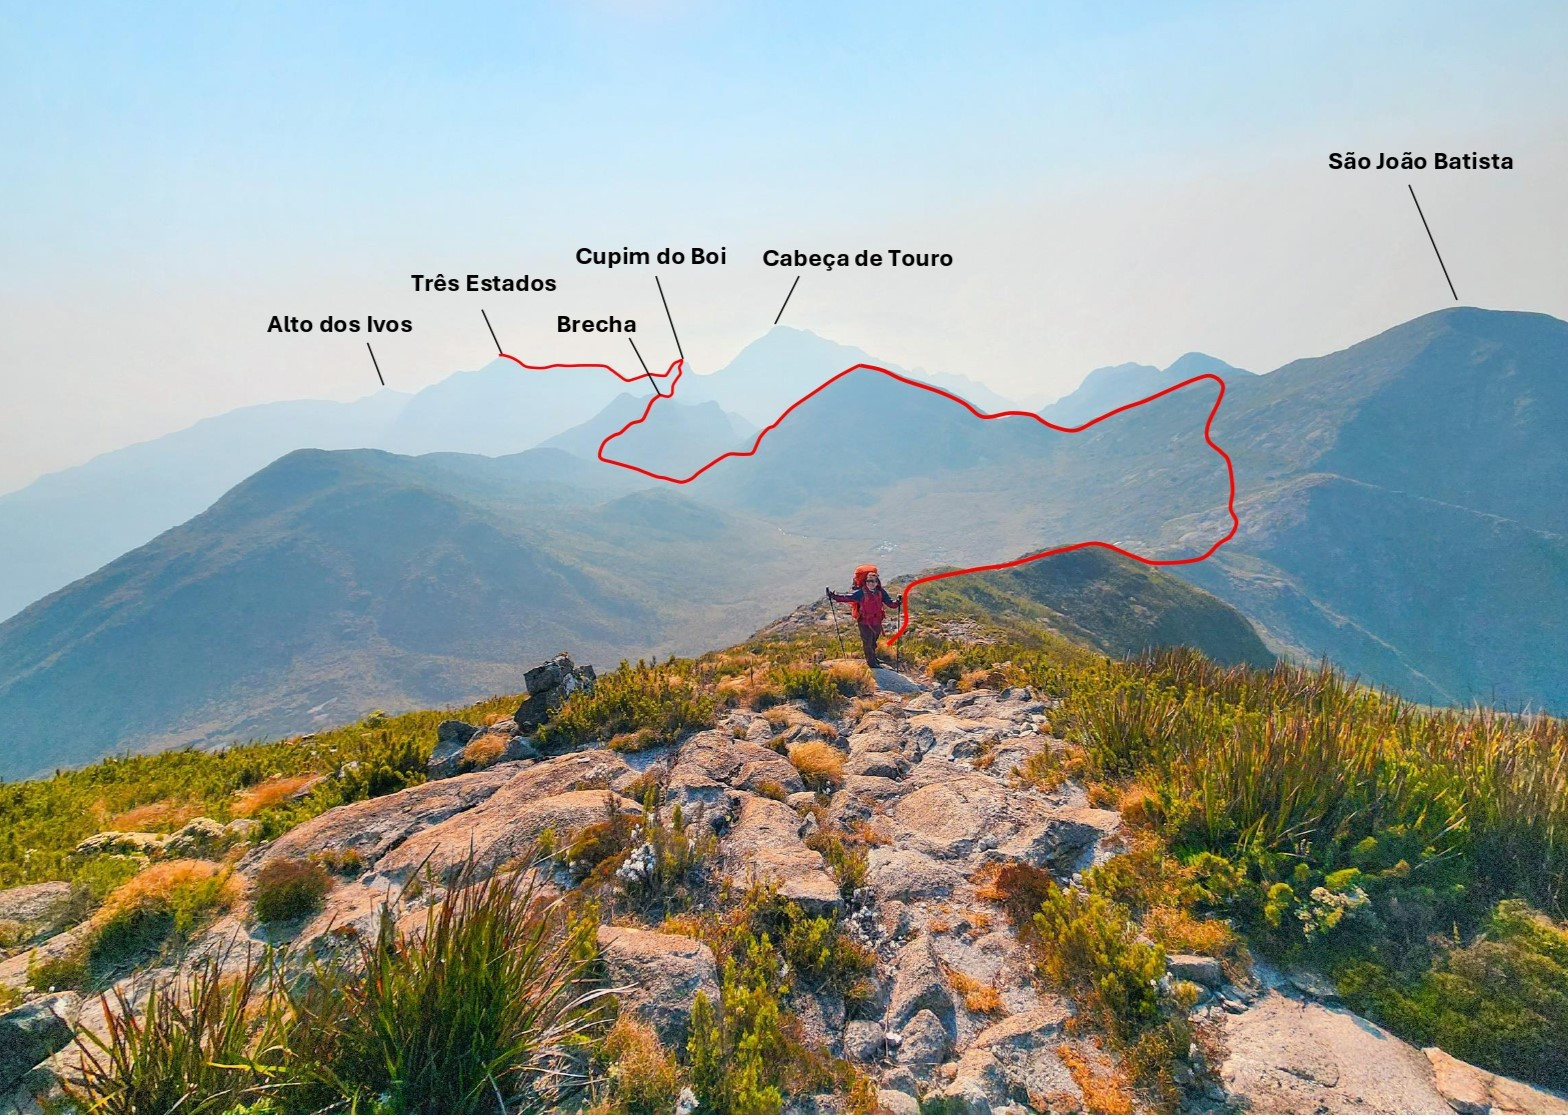 São João Batista
Cupim do Boi
Cabeça de Touro
Três Estados
Alto dos Ivos
Brecha